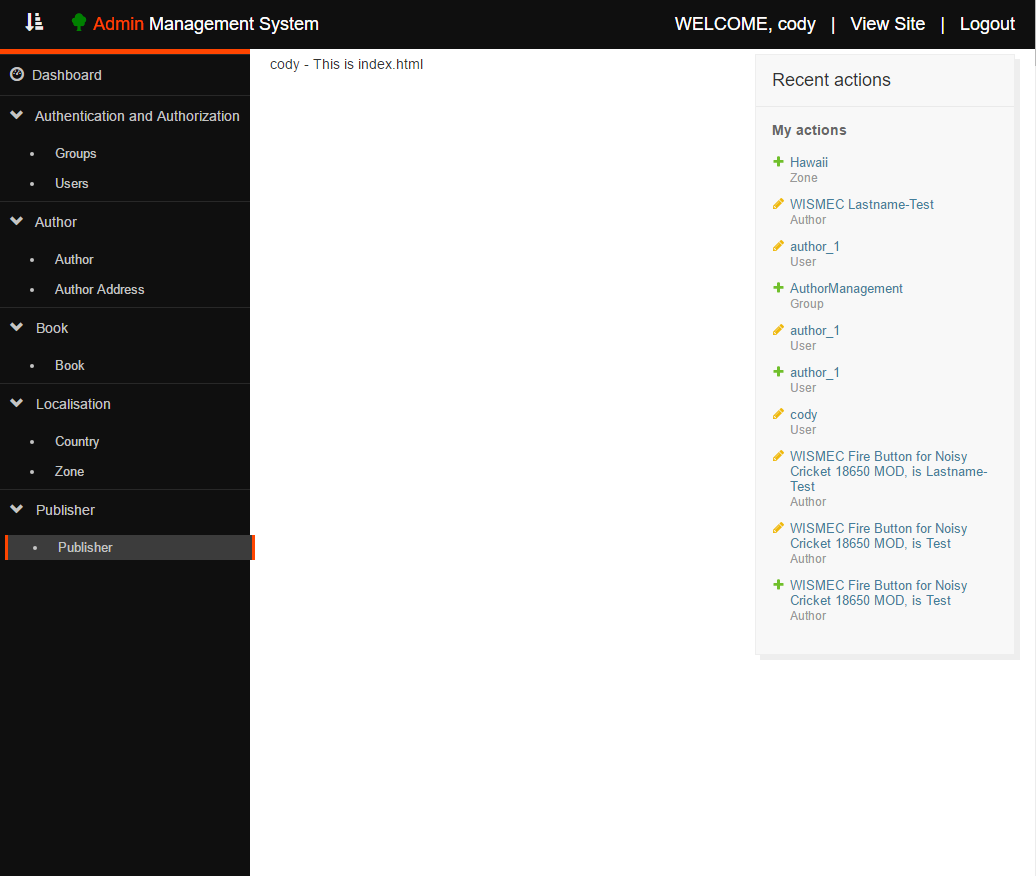 Admin Management System
WELCOME, cody | View Site | Logout
Dashboard
Authentication and Authorization
Groups
Users
Author
Author
Author Address
Book
Book
Localisation
Country
Zone
Publisher
Publisher
cody - This is index.html
Recent actions
My actions
Hawaii
Zone
WISMEC Lastname-Test
Author
author_1
User
AuthorManagement
Group
author_1
User
author_1
User
cody
User
WISMEC Fire Button for Noisy
Cricket 18650 MOD, is Lastname-
Test
Author
WISMEC Fire Button for Noisy
Cricket 18650 MOD, is Test
Author
WISMEC Fire Button for Noisy
Cricket 18650 MOD, is Test
Author